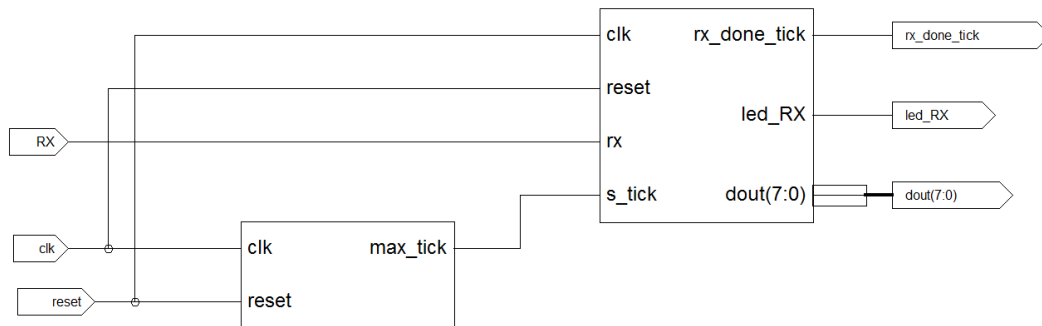 clk
rx_done_tick
rx_done_tick
reset
led_RX
led_RX
RX
rx
s_tick
dout(7:0)
dout(7:0)
clk
clk
max_tick
reset
reset